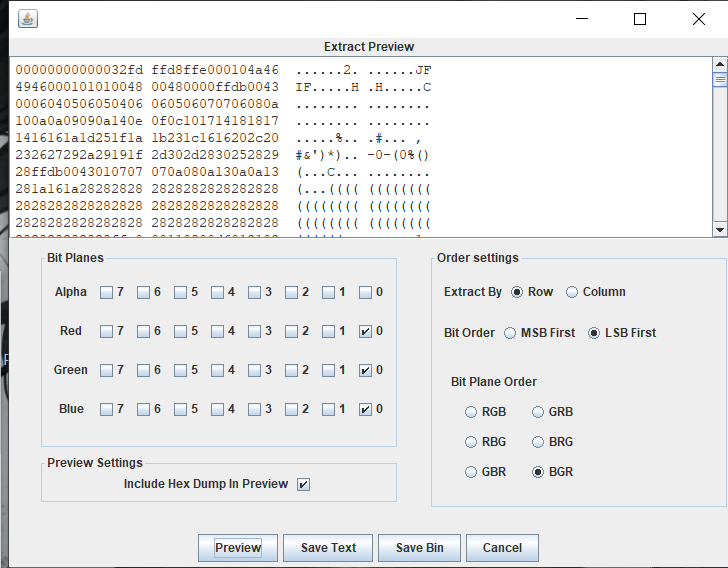 Extract Preview
00000000000032fd ffd8ffe000104a46 ......2. ......JF
4946000101010048 00480000ffdb0043 IF.....H .H.....C
0006040506050406 060506070706080a ........ ........
100a0a09090a140e 0f0c101714181817 ........ ........
1416161a1d251f1a 1b231c1616202c20 .....%.. .#... , 
232627292a29191f 2d302d2830252829 #&')*).. -0-(0%()
28ffdb0043010707 070a080a130a0a13 (...C... ........
281a161a28282828 2828282828282828 (...(((( ((((((((
2828282828282828 2828282828282828 (((((((( ((((((((
2828282828282828 2828282828282828 (((((((( ((((((((
Bit Planes
Alpha 7 6 5 4 3 2 1 0
Red 7 6 5 4 3 2 1 0
Green 7 6 5 4 3 2 1 0
Blue 7 6 5 4 3 2 1 0
Preview Settings
Include Hex Dump In Preview
Order settings
Extract By Row Column
Bit Order MSB First LSB First
Bit Plane Order
RGB GRB
RBG BRG
GBR BGR
Preview Save Text Save Bin Cancel